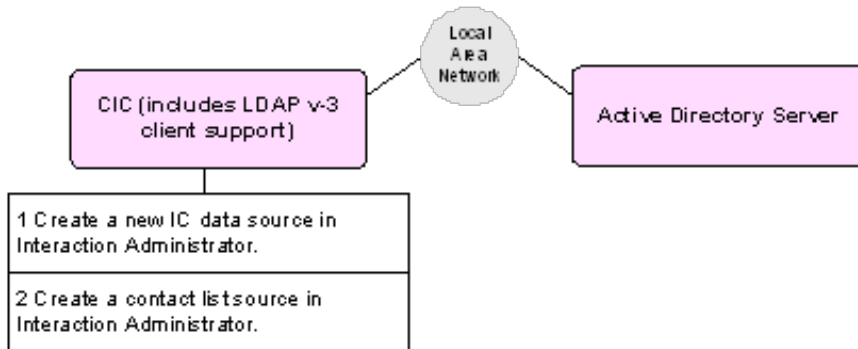 Local
Area
Network
CIC (includes LDAP v-3
client support)
Active Directory Server
1 Create a new IC data source in
Interaction Administrator.
2 Create a contact list source in
Interaction Administrator.